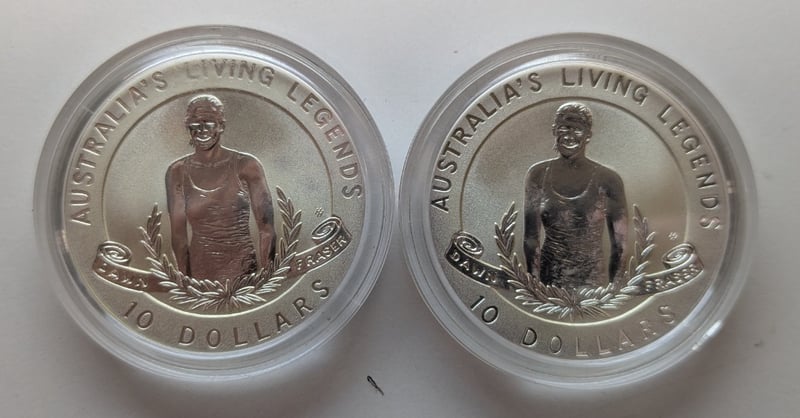 AUSTRALIA'S LIVING LEGENDS
DAWN FRASER
10 DOLLARS
AUSTRALIA'S LIVING LEGENDS
DAWN FRASER
10 DOLLARS